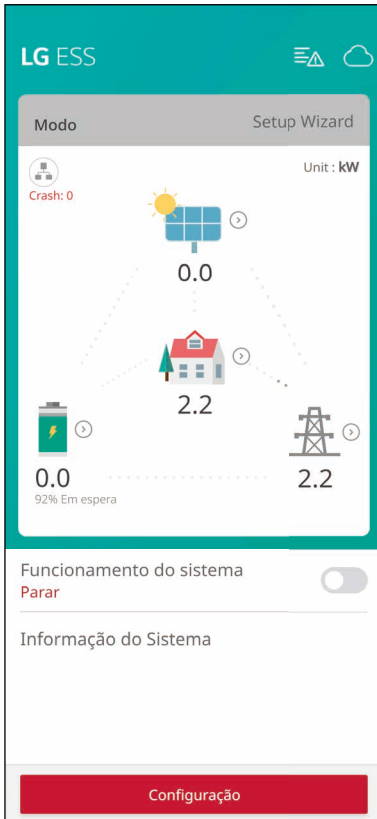 LG ESS
Modo
Setup Wizard
Unit : kW
Crash: 0
0.0
2.2
0.0
92% Em espera
2.2
Funcionamento do sistema
Parar
Informação do Sistema
Configuração